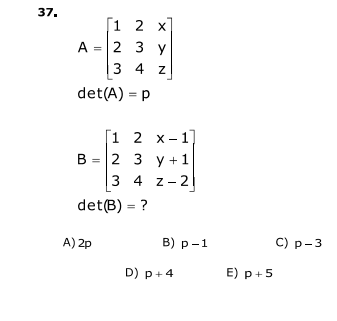 37.
A = [1 2 x
2 3 y
3 4 z]
det(A) = p
B = [1 2 x – 1
2 3 y + 1
3 4 z – 2]
det(B) = ?
A) 2p B) p – 1 C) p – 3
D) p + 4 E) p + 5